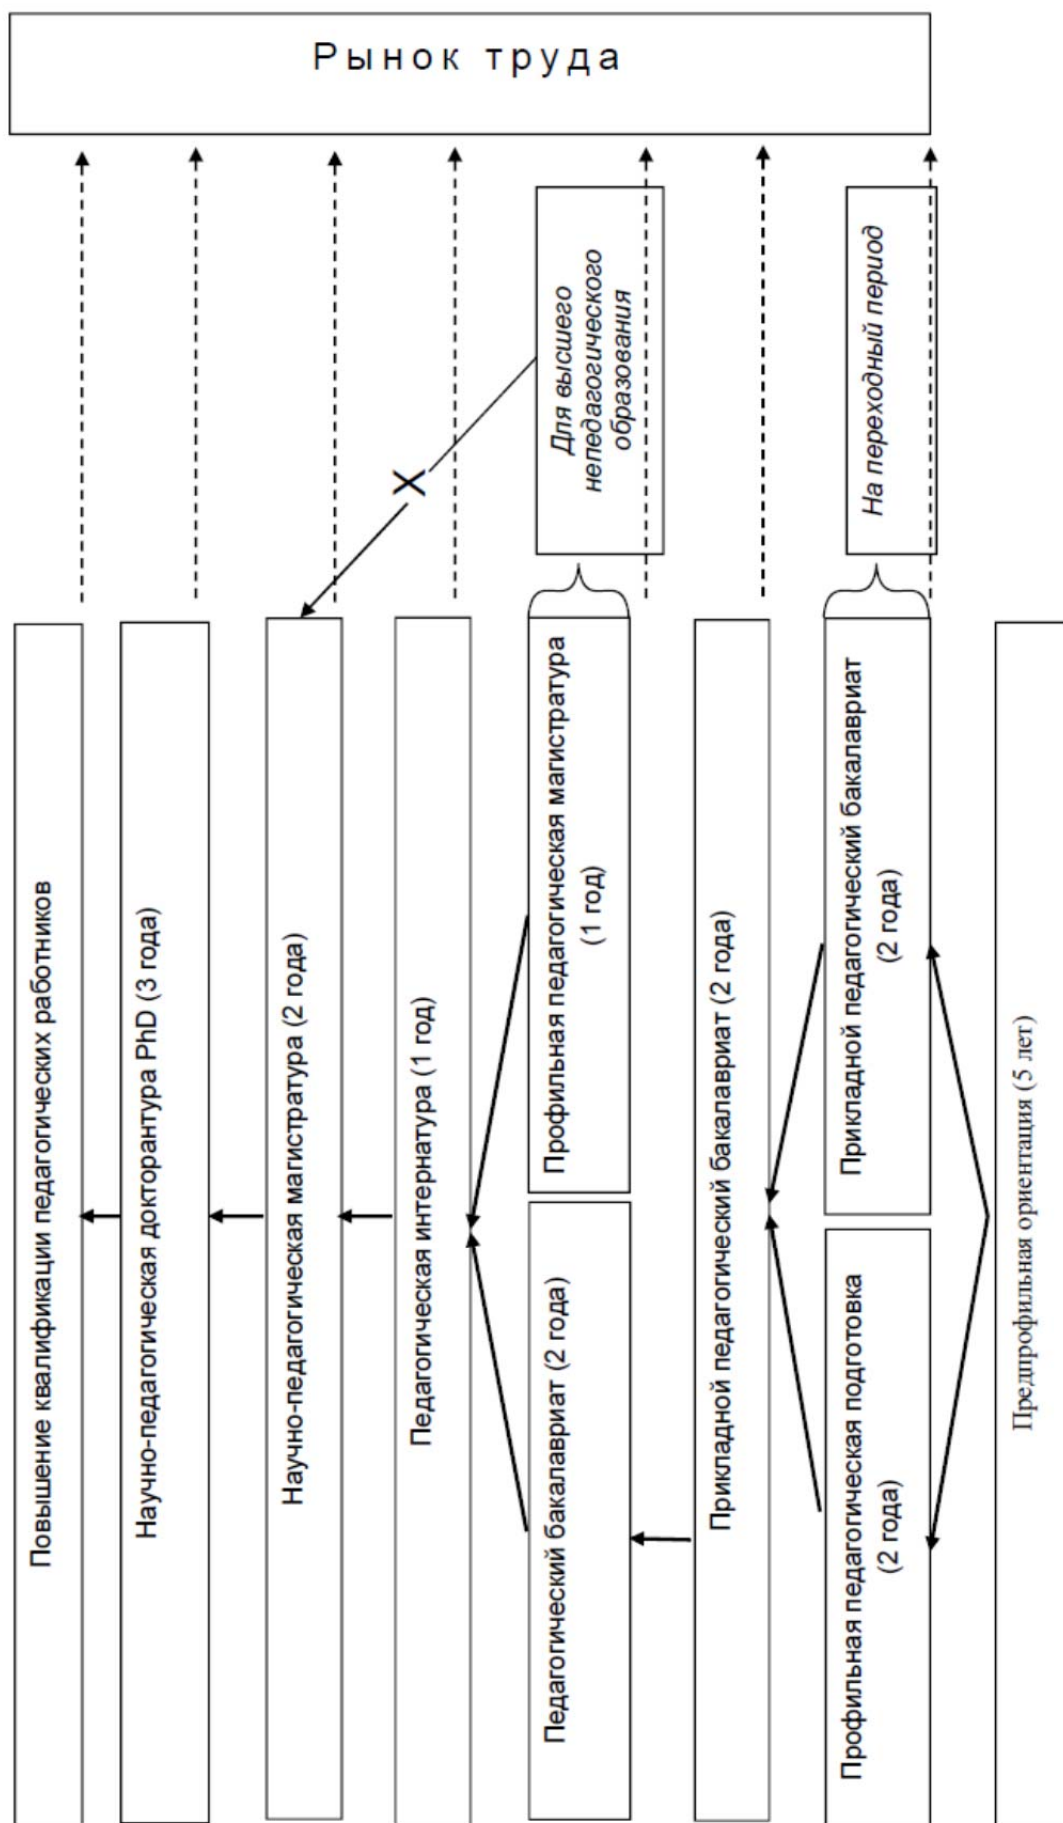 Рынок труда
Повышение квалификации педагогических работников
Научно-педагогическая докторантура PhD (3 года)
Научно-педагогическая магистратура (2 года)
X
Педагогическая интернатура (1 год)
Педагогический бакалавриат (2 года)
Профильная педагогическая магистратура
(1 год)
Для высшего
непедагогического
образования
Прикладной педагогический бакалавриат (2 года)
Профильная педагогическая подготовка
(2 года)
Прикладной педагогический бакалавриат
(2 года)
На переходный период
Предпрофильная ориентация (5 лет)